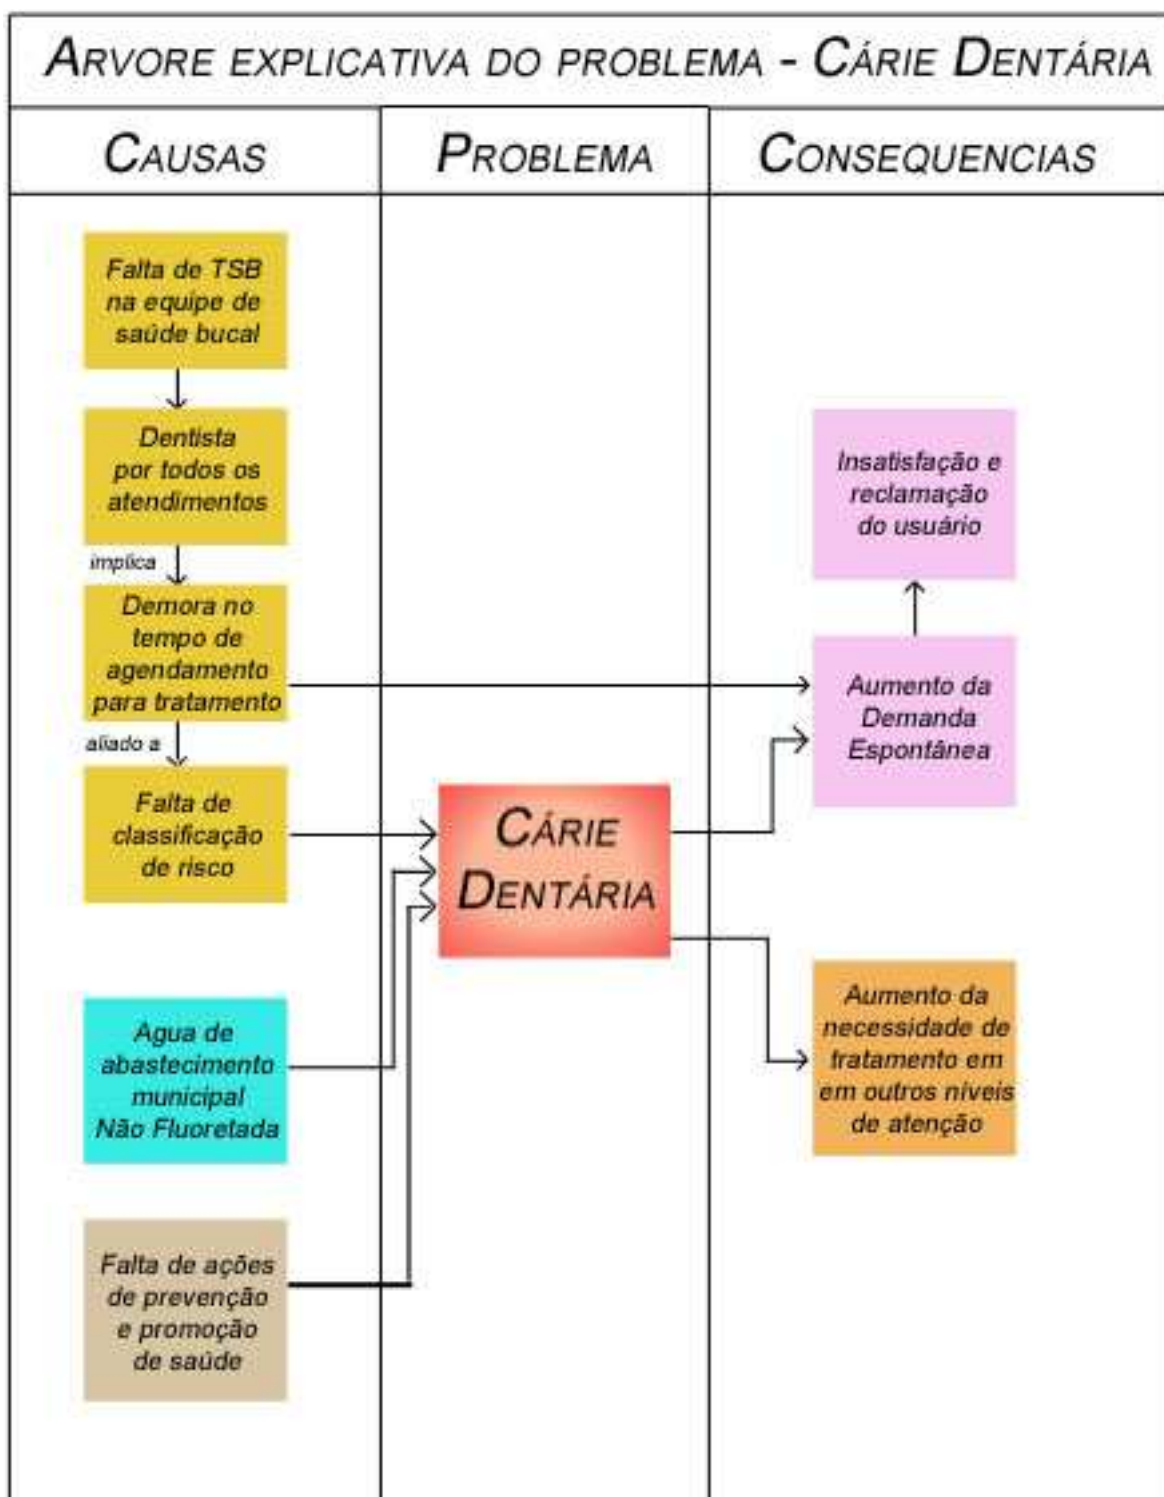 ARVORE EXPLICATIVA DO PROBLEMA - CÁRIE DENTÁRIA
CAUSAS
PROBLEMA
CONSEQUENCIAS
Falta de TSB
na equipe de
saúde bucal
Dentista
por todos os
atendimentos
implica
Demora no
tempo de
agendamento
para tratamento
aliado a
Falta de
classificação
de risco
Agua de
abastecimento
municipal
Não Fluoretada
Falta de ações
de prevenção
e promoção
de saúde
CÁRIE
DENTÁRIA
Insatisfação e
reclamação
do usuário
Aumento da
Demanda
Espontânea
Aumento da
necessidade de
tratamento em
em outros níveis
de atenção